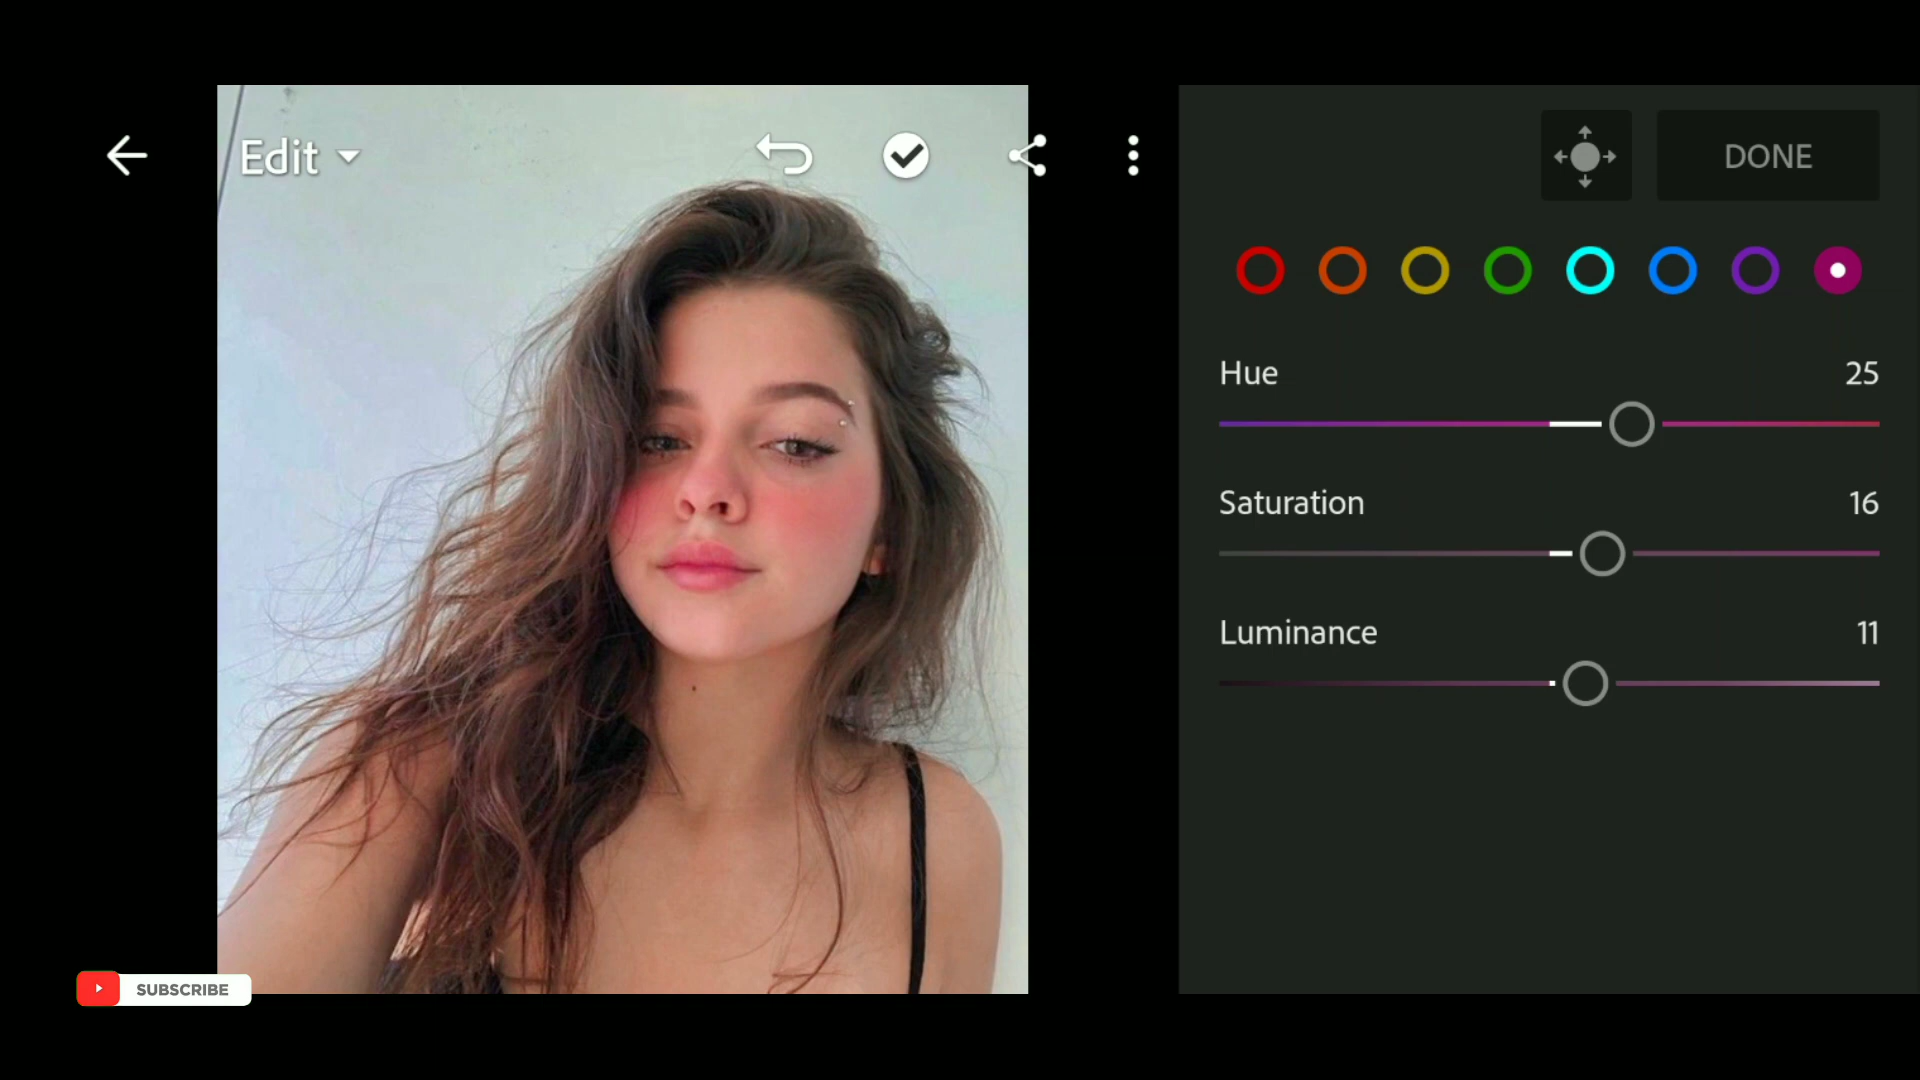 Edit
DONE
Hue 25
Saturation 16
Luminance 11
SUBSCRIBE